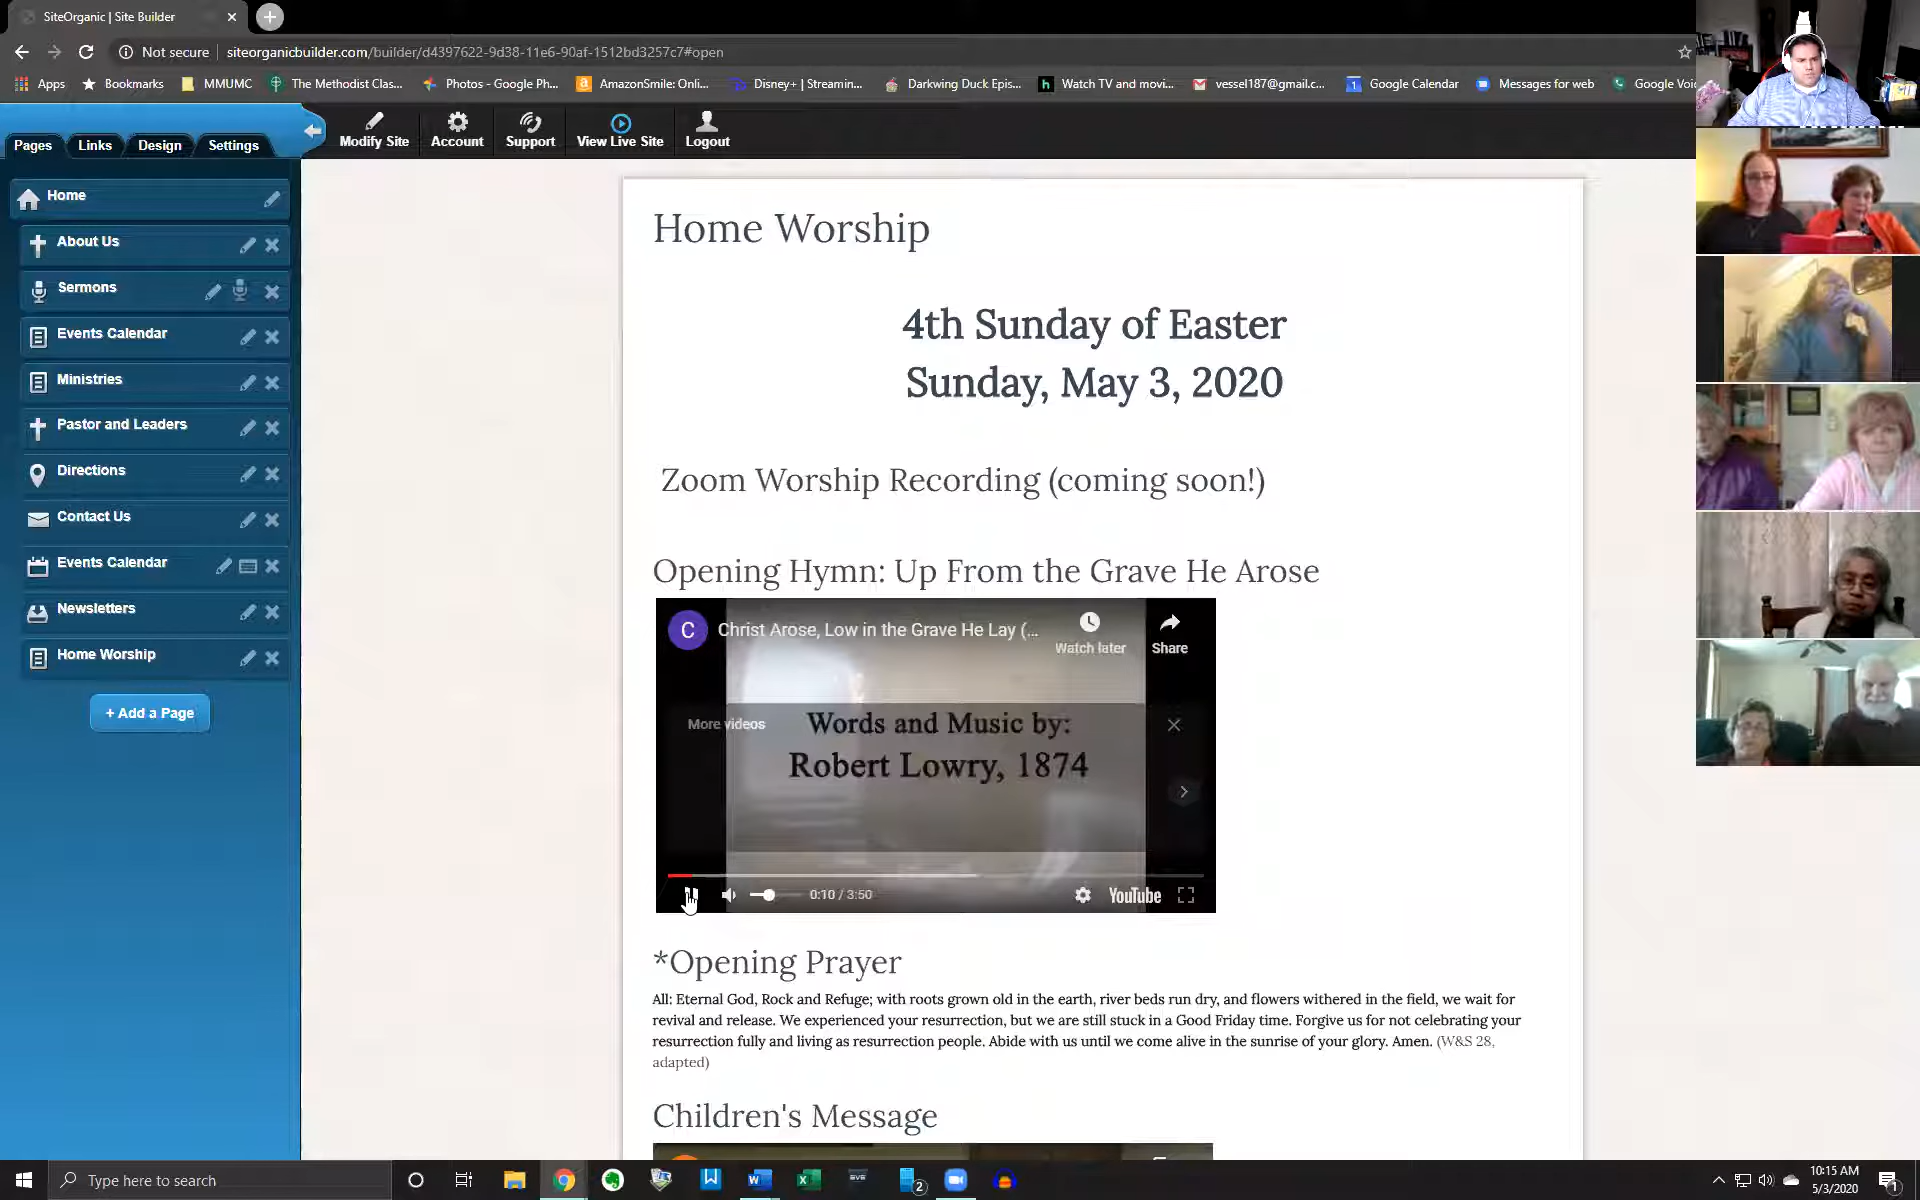 SiteOrganic | Site Builder
Not secure
siteorganicbuilder.com/builder/d4397622-9d38-11e6-90af-1512bd3257c7#open
Apps
Bookmarks
MMUMC
The Methodist Clas...
Photos - Google Ph...
AmazonSmile: Onli...
Disney+ | Streamin...
Darkwing Duck Epis...
Watch TV and movi...
vessel187@gmail.c...
Google Calendar
Messages for web
Google Voi
Pages
Links
Design
Settings
Modify Site
Account
Support
View Live Site
Logout
Home
About Us
Sermons
Events Calendar
Ministries
Pastor and Leaders
Directions
Contact Us
Events Calendar
Newsletters
Home Worship
+ Add a Page
Home Worship
4th Sunday of Easter
Sunday, May 3, 2020
Zoom Worship Recording (coming soon!)
Opening Hymn: Up From the Grave He Arose
C
Christ Arose, Low in the Grave He Lay (...
Watch later
Share
More videos
Words and Music by:
Robert Lowry, 1874
0:10 / 3:50
YouTube
*Opening Prayer
All: Eternal God, Rock and Refuge; with roots grown old in the earth, river beds run dry, and flowers withered in the field, we wait for
revival and release. We experienced your resurrection, but we are still stuck in a Good Friday time. Forgive us for not celebrating your
resurrection fully and living as resurrection people. Abide with us until we come alive in the sunrise of your glory. Amen. (W&S 28,
adapted)
Children's Message
Type here to search
2
10:15 AM
5/3/2020
1